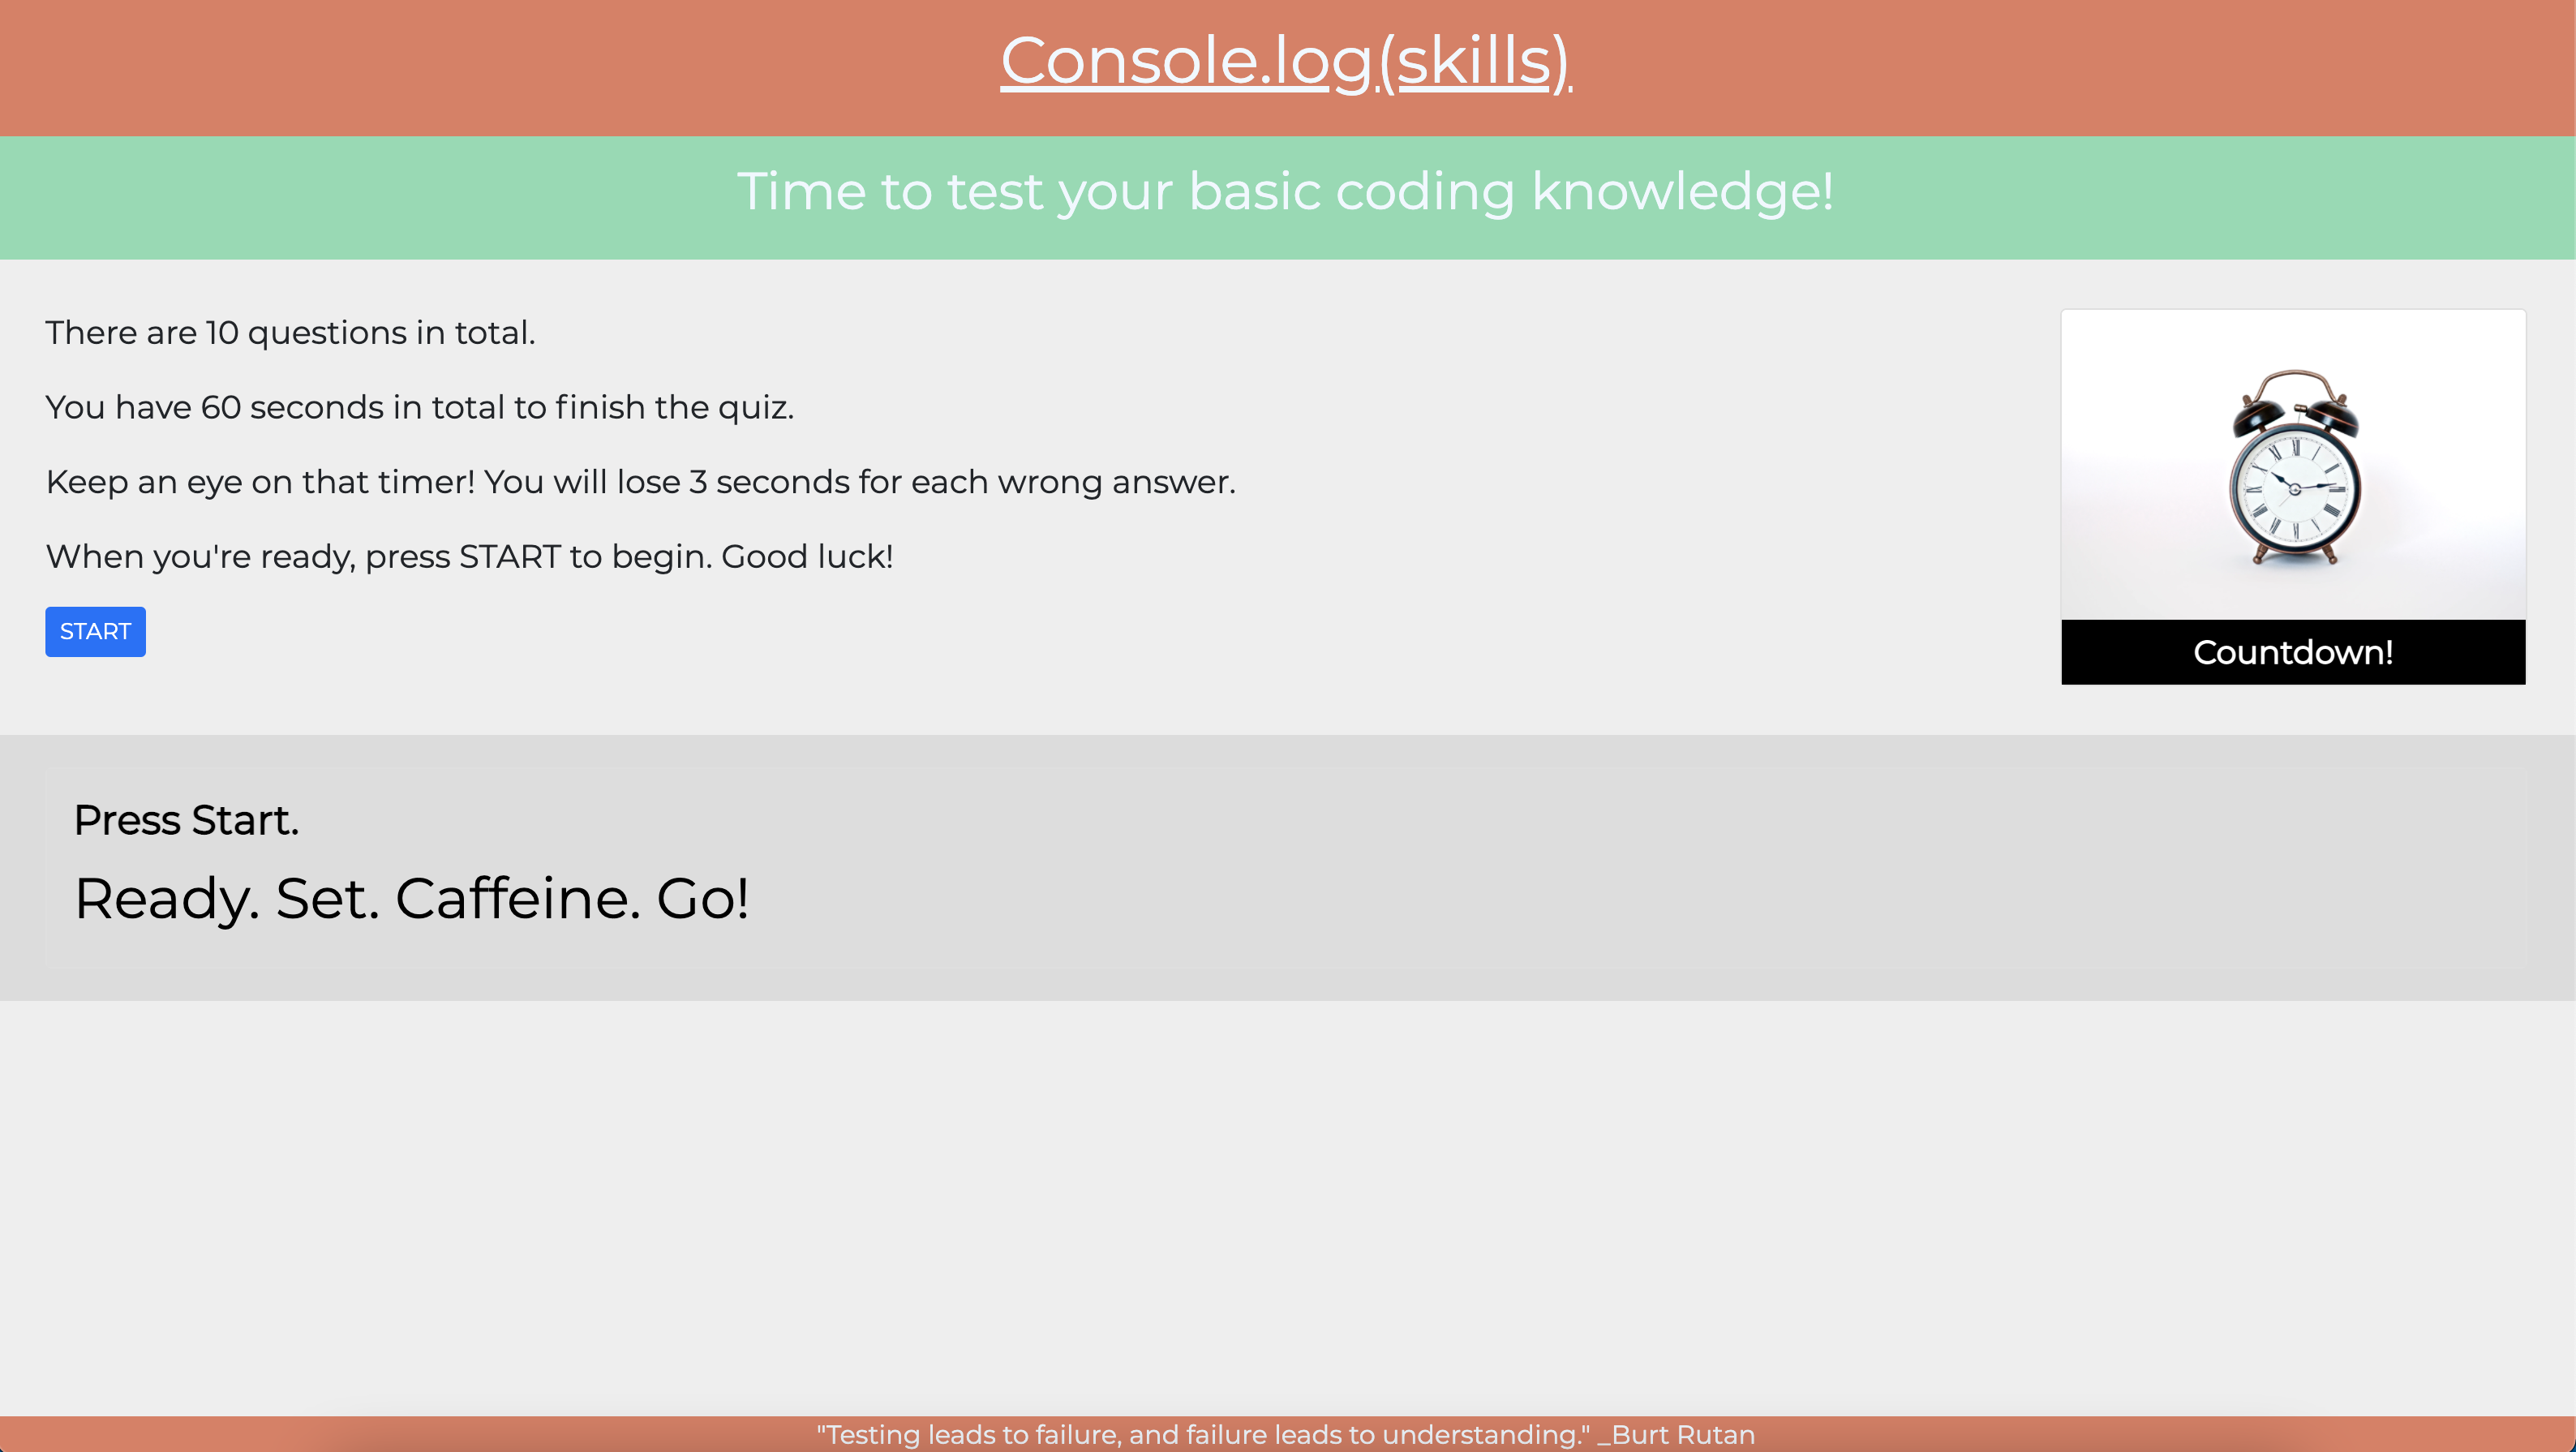 Console.log(skills)
Time to test your basic coding knowledge!
There are 10 questions in total.
You have 60 seconds in total to finish the quiz.
Keep an eye on that timer! You will lose 3 seconds for each wrong answer.
When you're ready, press START to begin. Good luck!
START
Countdown!
Press Start.
Ready. Set. Caffeine. Go!
"Testing leads to failure, and failure leads to understanding." _Burt Rutan